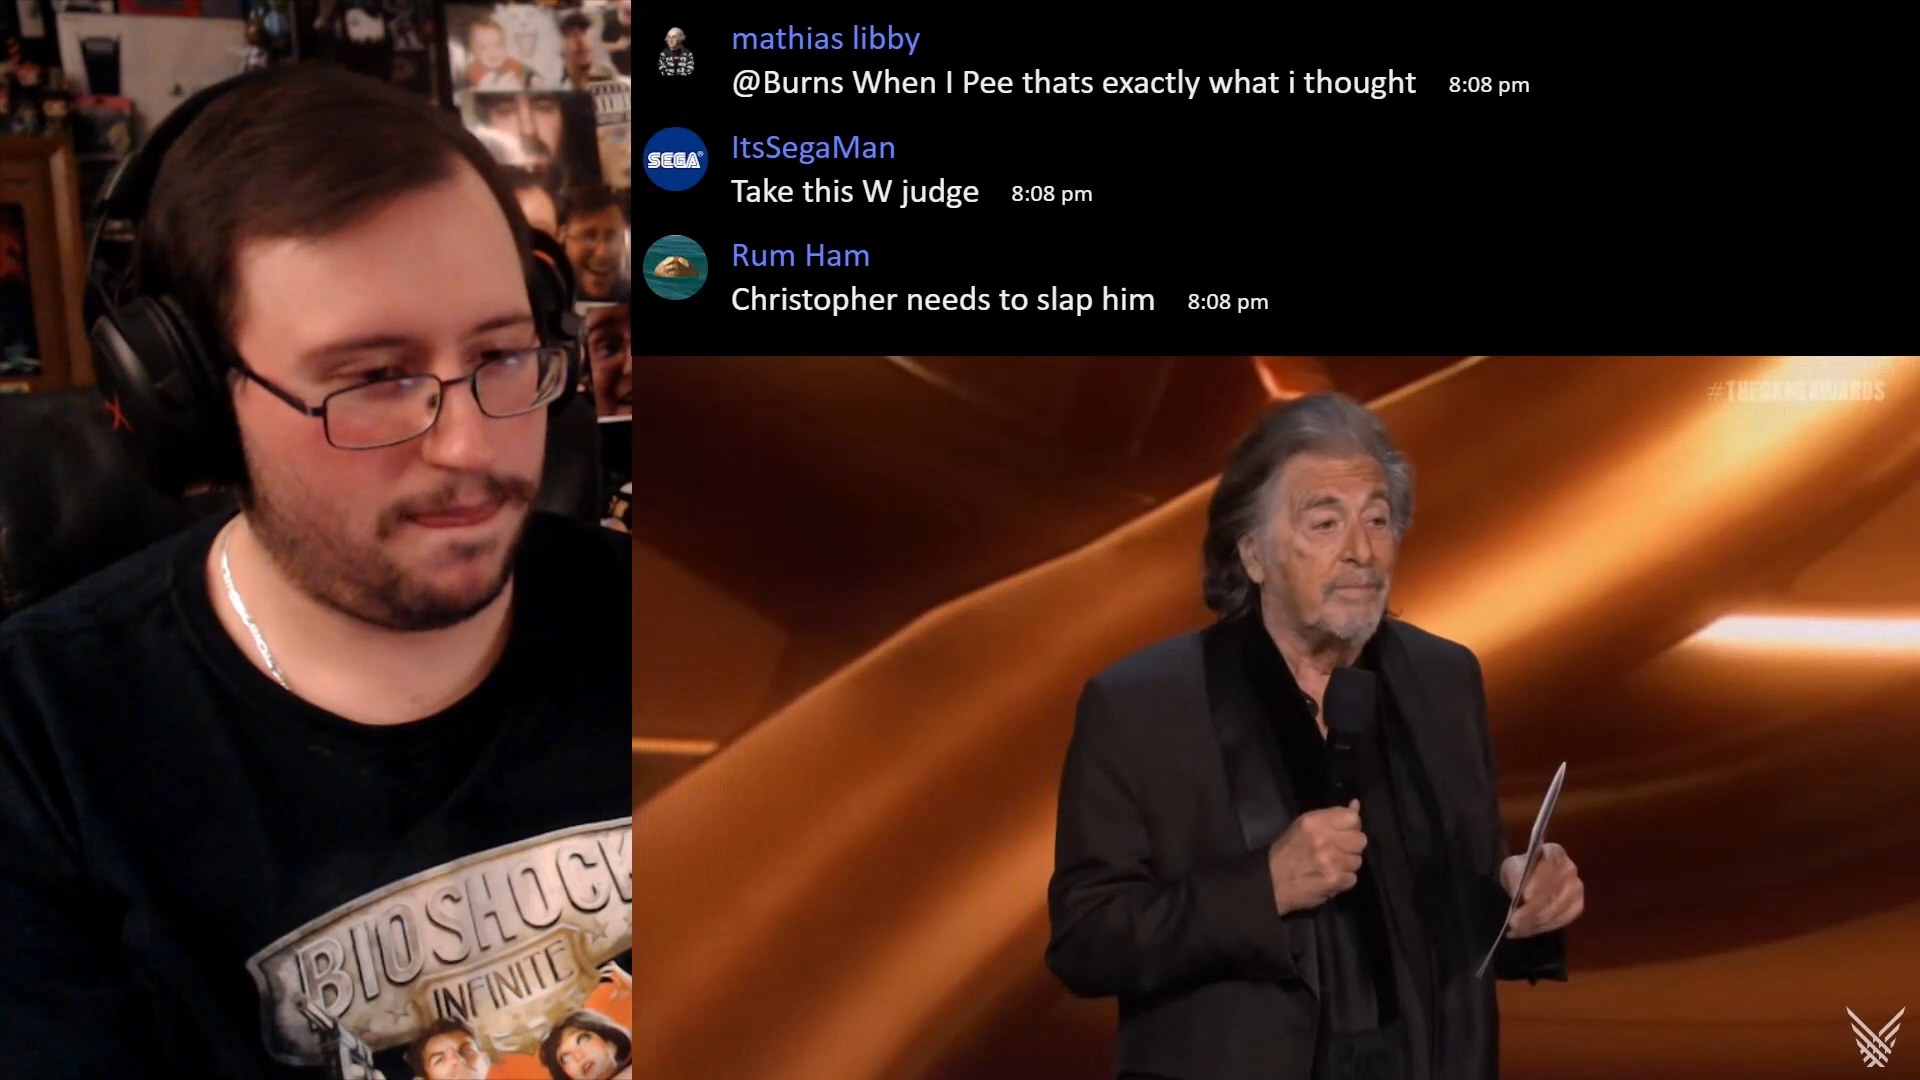 mathias libby
@Burns When I Pee thats exactly what i thought 8:08 pm
SEGA®
ItsSegaMan
Take this W judge 8:08 pm
Rum Ham
Christopher needs to slap him 8:08 pm
#THEGAMEAWARDS
BIOSHOCK
INFINITE